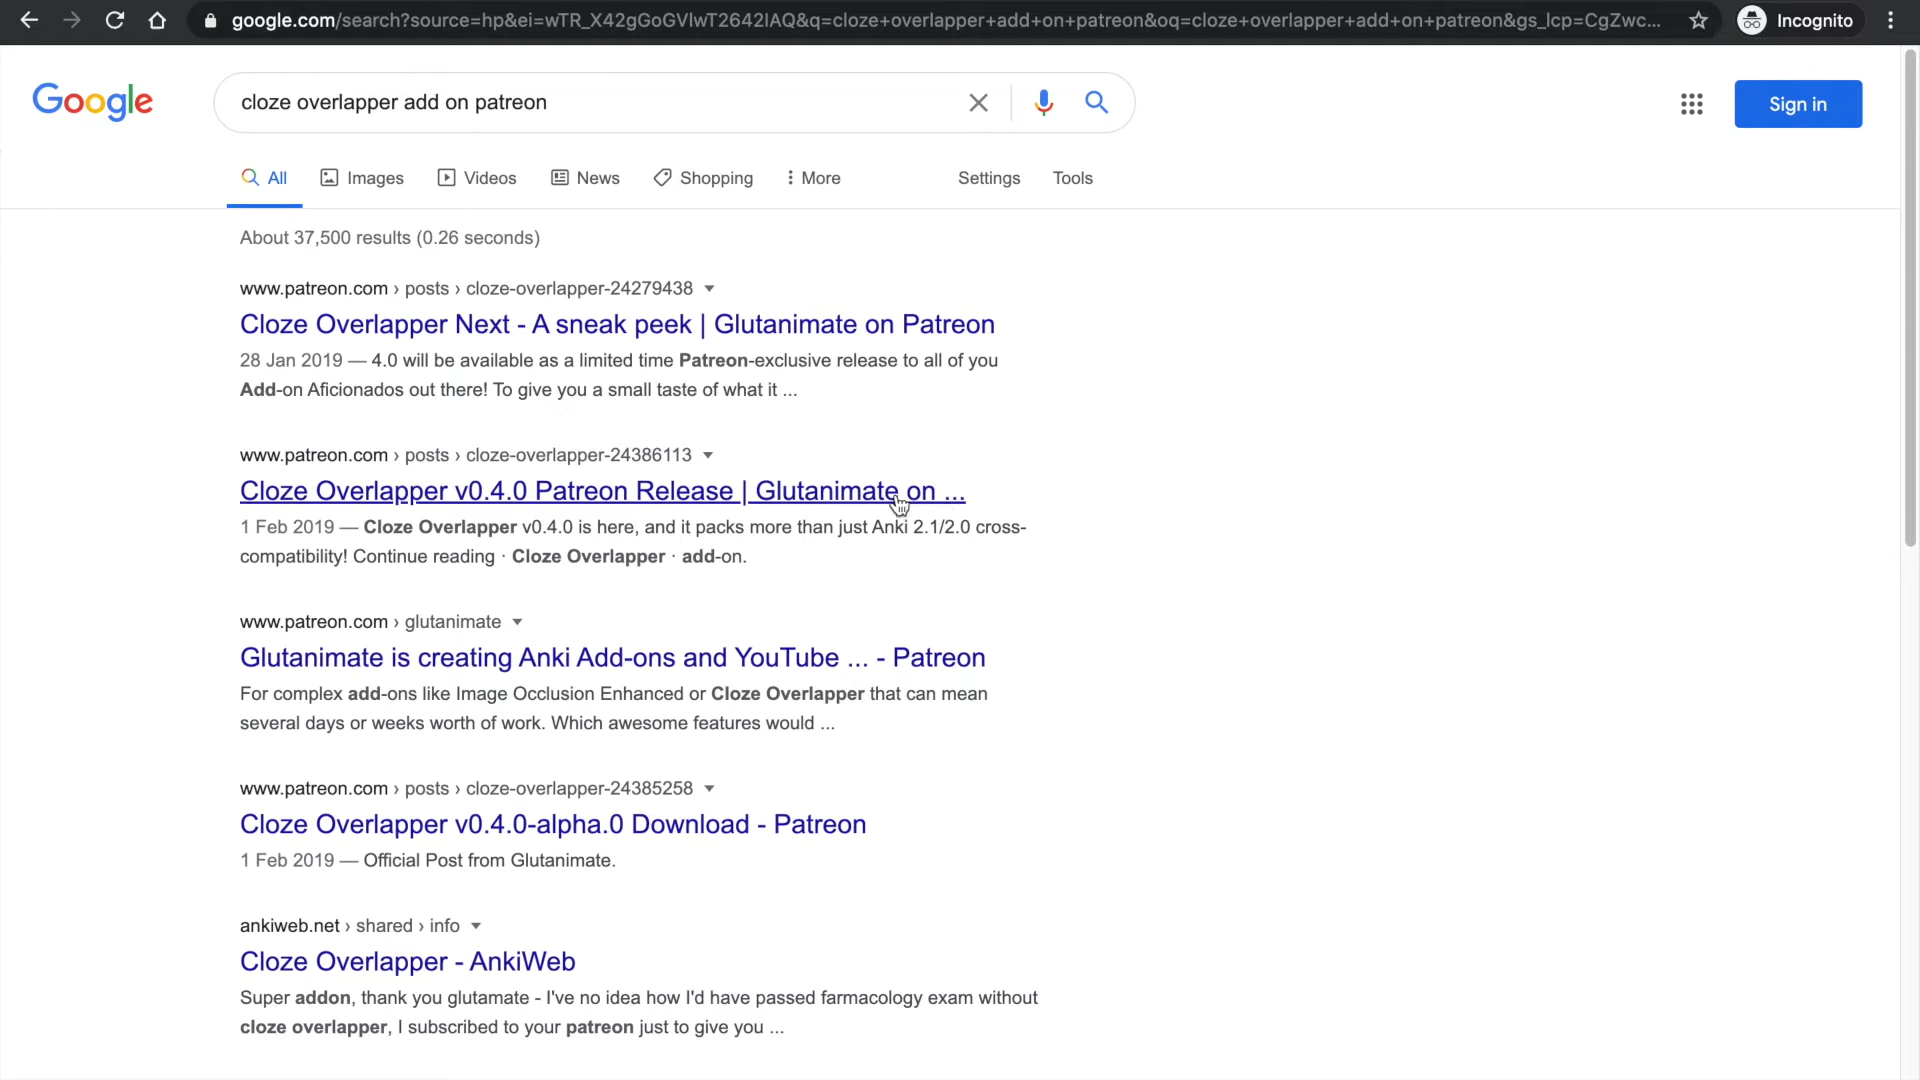 google.com/search?source=hp&ei=wTR_X42gGoGVlwT2642IAQ&q=cloze+overlapper+add+on+patreon&oq=cloze+overlapper+add+on+patreon&gs_lcp=CgZwc...
Incognito
Google
cloze overlapper add on patreon
Sign in
All
Images
Videos
News
Shopping
More
Settings
Tools
About 37,500 results (0.26 seconds)
www.patreon.com › posts › cloze-overlapper-24279438
Cloze Overlapper Next - A sneak peek | Glutanimate on Patreon
28 Jan 2019 — 4.0 will be available as a limited time Patreon-exclusive release to all of you
Add-on Aficionados out there! To give you a small taste of what it ...
www.patreon.com › posts › cloze-overlapper-24386113
Cloze Overlapper v0.4.0 Patreon Release | Glutanimate on ...
1 Feb 2019 — Cloze Overlapper v0.4.0 is here, and it packs more than just Anki 2.1/2.0 cross-
compatibility! Continue reading · Cloze Overlapper · add-on.
www.patreon.com › glutanimate
Glutanimate is creating Anki Add-ons and YouTube ... - Patreon
For complex add-ons like Image Occlusion Enhanced or Cloze Overlapper that can mean
several days or weeks worth of work. Which awesome features would ...
www.patreon.com › posts › cloze-overlapper-24385258
Cloze Overlapper v0.4.0-alpha.0 Download - Patreon
1 Feb 2019 — Official Post from Glutanimate.
ankiweb.net › shared › info
Cloze Overlapper - AnkiWeb
Super addon, thank you glutamate - I've no idea how I'd have passed farmacology exam without
cloze overlapper, I subscribed to your patreon just to give you ...